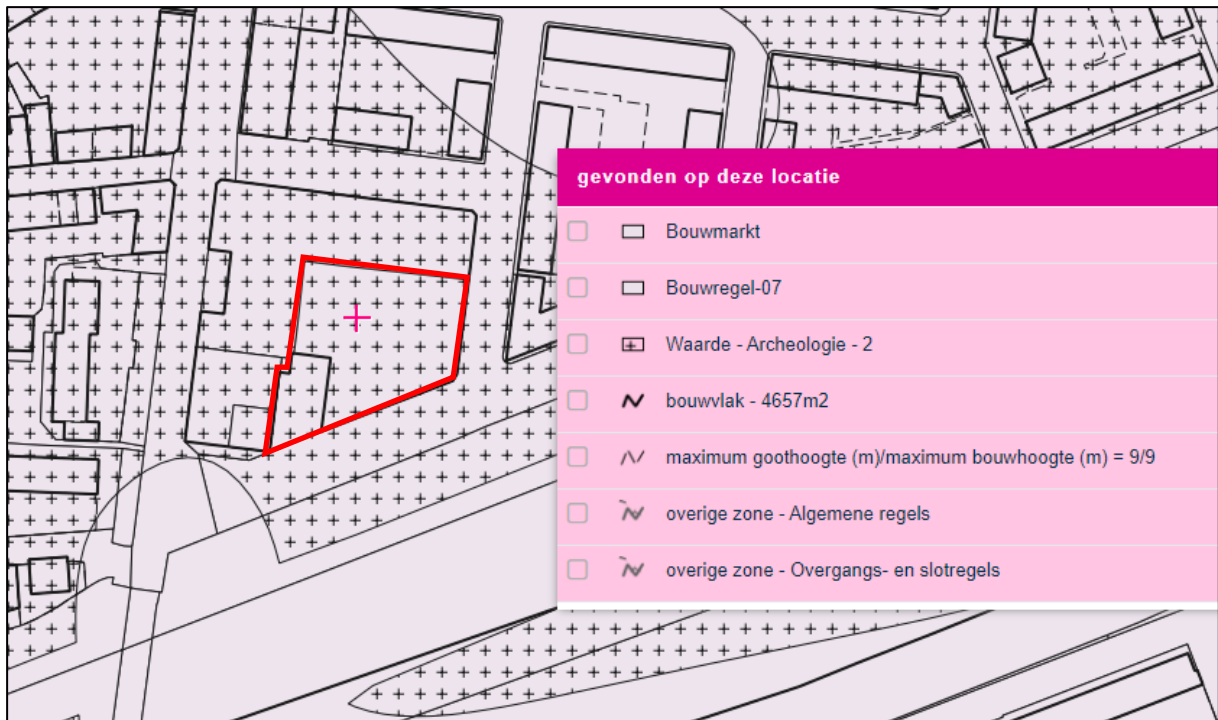 gevonden op deze locatie
Bouwmarkt
Bouwregel-07
Waarde - Archeologie - 2
bouwvlak - 4657m2
maximum goothoogte (m)/maximum bouwhoogte (m) = 9/9
overige zone - Algemene regels
overige zone - Overgangs- en slotregels